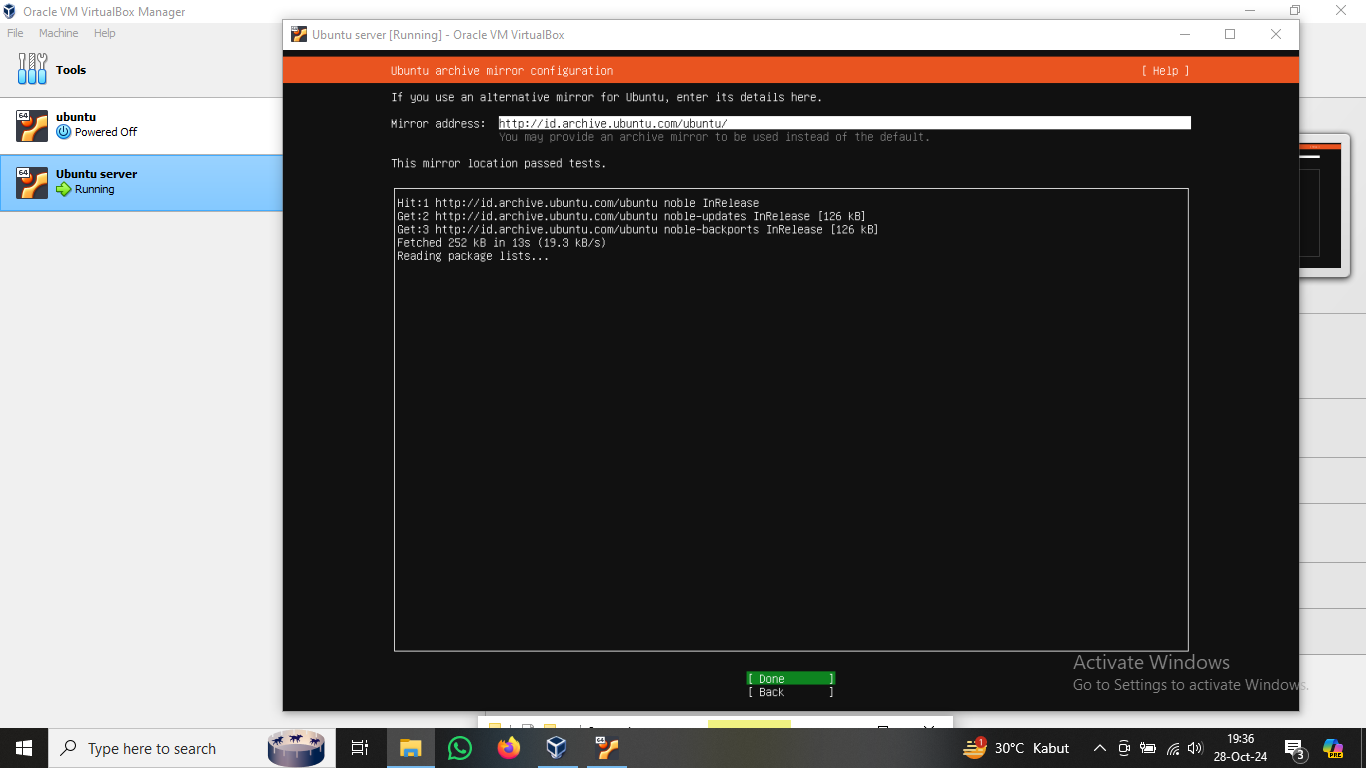 Oracle VM VirtualBox Manager
File Machine Help
Tools
64
ubuntu
Powered Off
64
Ubuntu server
Running
64
Ubuntu server [Running] - Oracle VM VirtualBox
Ubuntu archive mirror configuration [ Help ]
If you use an alternative mirror for Ubuntu, enter its details here.
Mirror address: http://id.archive.ubuntu.com/ubuntu/
You may provide an archive mirror to be used instead of the default.
This mirror location passed tests.
Hit:1 http://id.archive.ubuntu.com/ubuntu noble InRelease
Get:2 http://id.archive.ubuntu.com/ubuntu noble-updates InRelease [126 kB]
Get:3 http://id.archive.ubuntu.com/ubuntu noble-backports InRelease [126 kB]
Fetched 252 kB in 13s (19.3 kB/s)
Reading package lists...
[ Done ]
[ Back ]
Activate Windows
Go to Settings to activate Windows.
Type here to search
64
1
30°C Kabut
19:36
28-Oct-24
3
PRE